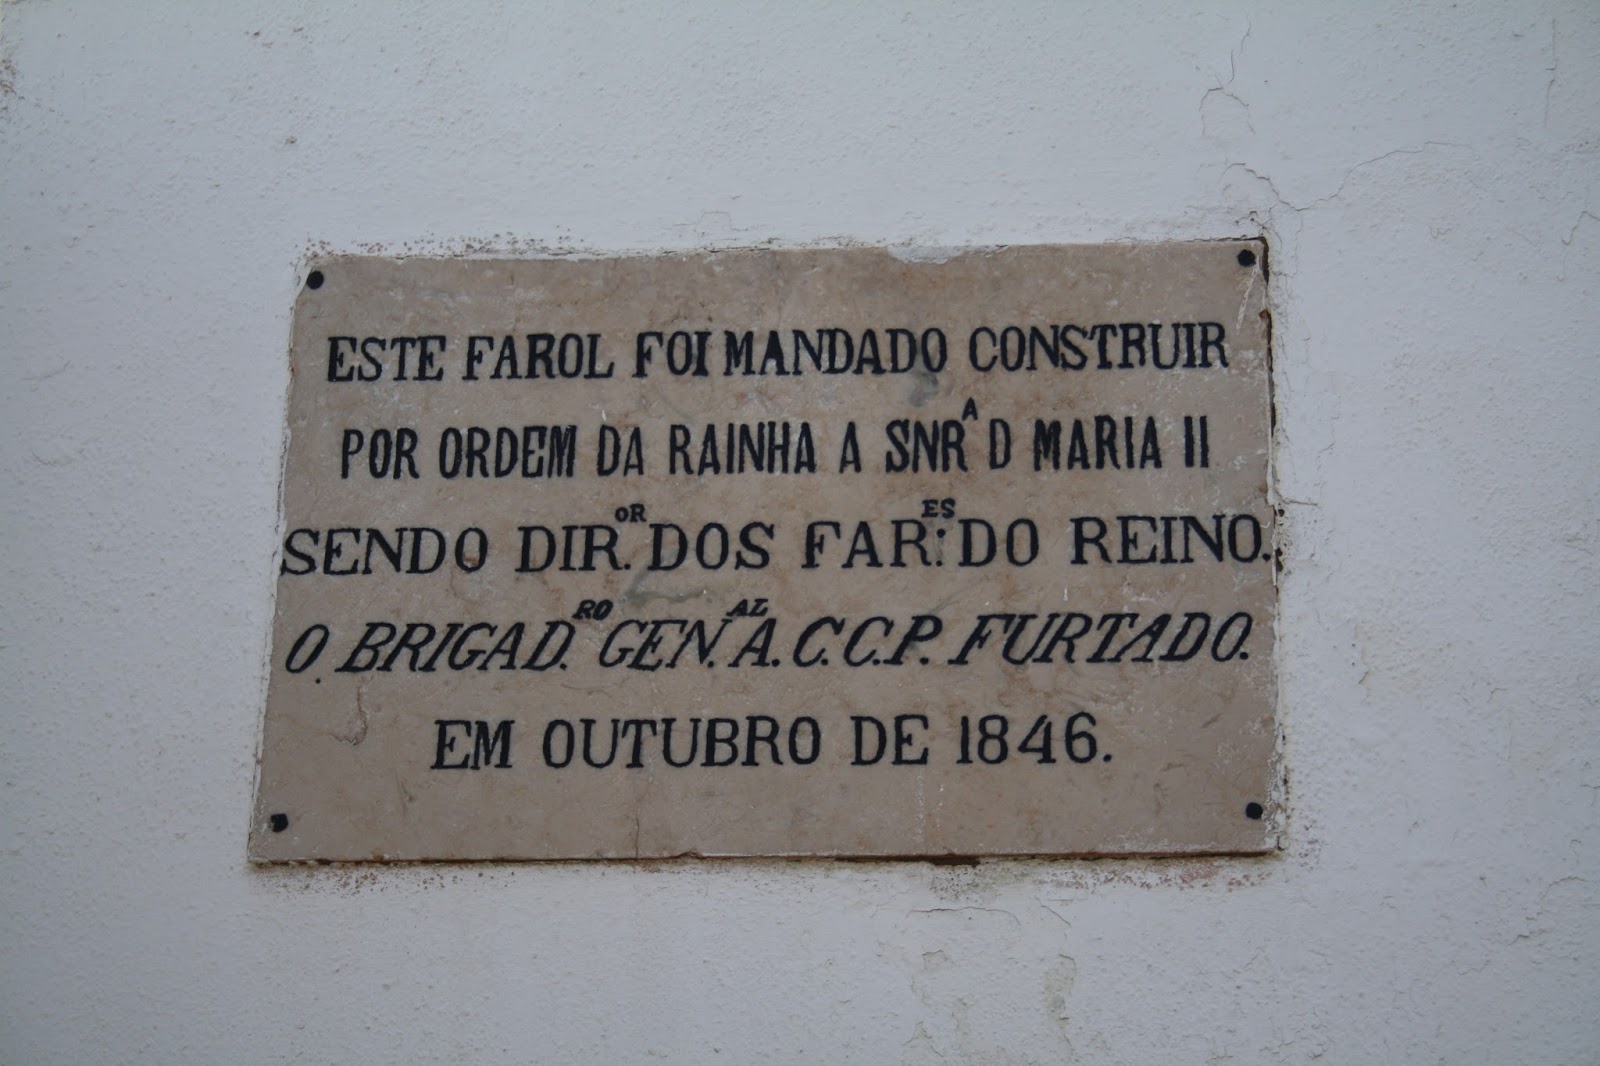 ESTE FAROL FOI MANDADO CONSTRUIR
POR ORDEM DA RAINHA A SNRᴬ D MARIA II
SENDO DIR.ᴼᴿ DOS FAR:ᴱˢ DO REINO.
O BRIGAD.ᴿᴼ GEN.ᴬᴸ A. C. C. P. FURTADO.
EM OUTUBRO DE 1846.